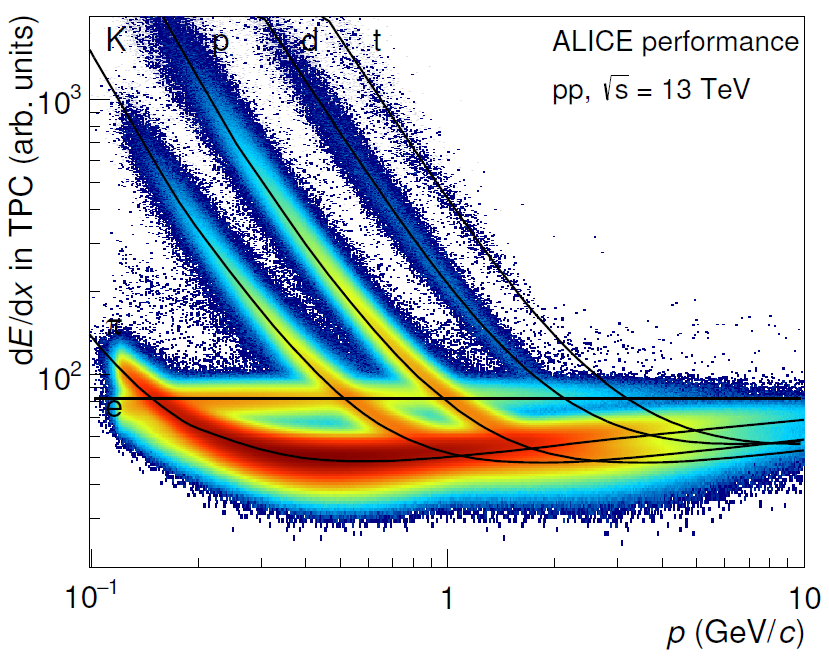 dE/dx in TPC (arb. units)
10³
10²
K p d t
ALICE performance
pp, √s = 13 TeV
π
e
10⁻¹ 1 10
p (GeV/c)